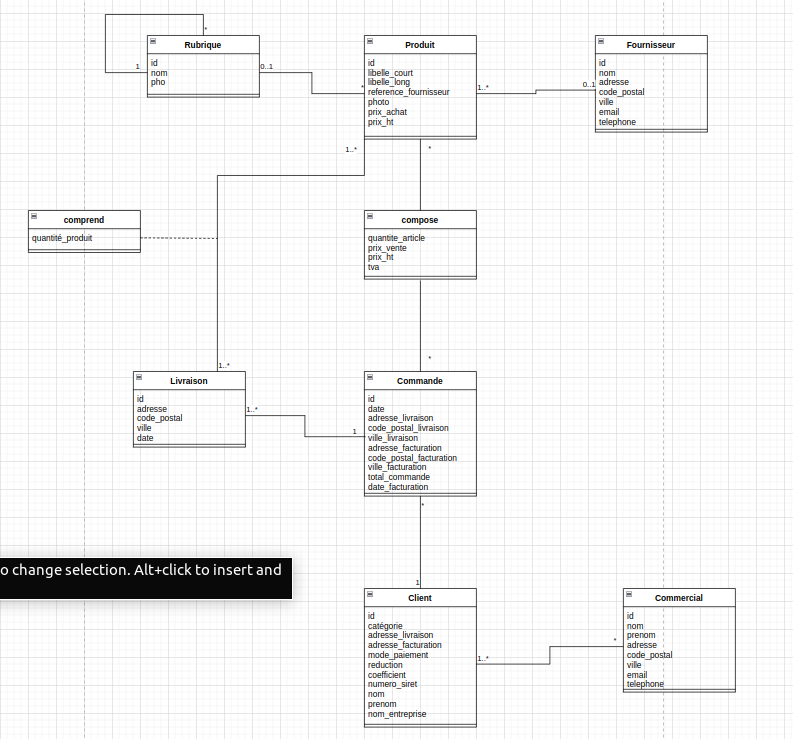 Rubrique
id
nom
pho
*
1
0..1
Produit
id
libelle_court
libelle_long
reference_fournisseur
photo
prix_achat
prix_ht
*
1..*
1..*
*
Fournisseur
id
nom
adresse
code_postal
ville
email
telephone
0..1
comprend
quantité_produit
compose
quantite_article
prix_vente
prix_ht
tva
1..*
*
Livraison
id
adresse
code_postal
ville
date
1..*
1
Commande
id
date
adresse_livraison
code_postal_livraison
ville_livraison
adresse_facturation
code_postal_facturation
ville_facturation
total_commande
date_facturation
*
o change selection. Alt+click to insert and
1
Client
id
catégorie
adresse_livraison
adresse_facturation
mode_paiement
reduction
coefficient
numero_siret
nom
prenom
nom_entreprise
1..*
*
Commercial
id
nom
prenom
adresse
code_postal
ville
email
telephone